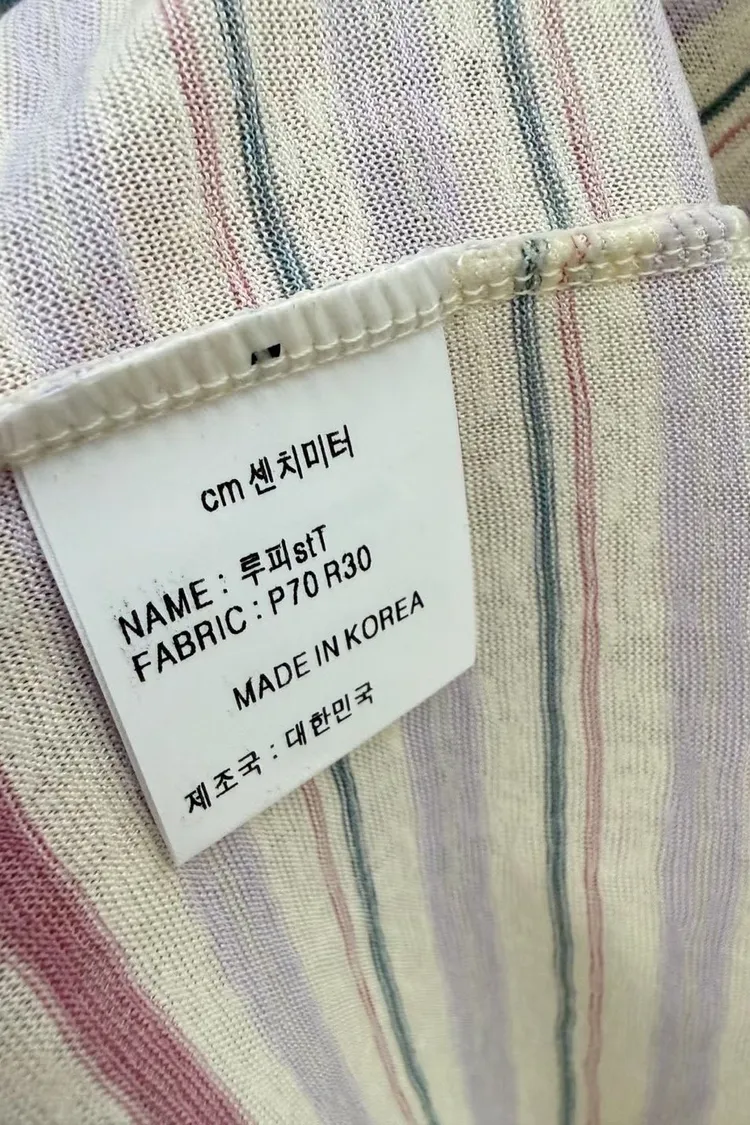 cm 센치미터
NAME : 루피stT
FABRIC : P70 R30
MADE IN KOREA
제조국 : 대한민국